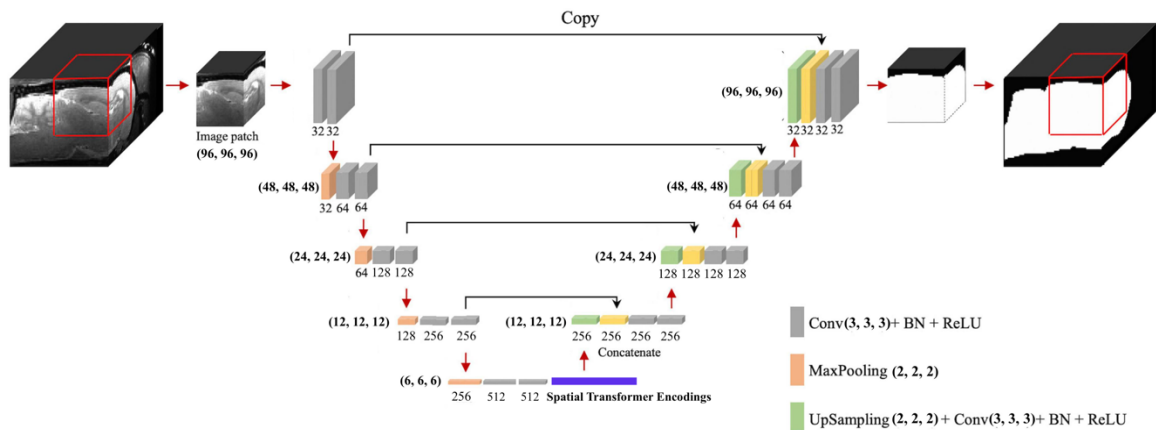 Copy
Image patch
(96, 96, 96)
32 32
(96, 96, 96)
32 32 32 32
(48, 48, 48)
32 64 64
(48, 48, 48)
64 64 64 64
(24, 24, 24)
64 128 128
(24, 24, 24)
128 128 128 128
(12, 12, 12)
128 256 256
(12, 12, 12)
256 256 256 256
Concatenate
(6, 6, 6)
256 512 512
Spatial Transformer Encodings
Conv(3, 3, 3)+ BN + ReLU
MaxPooling (2, 2, 2)
UpSampling (2, 2, 2) + Conv(3, 3, 3)+ BN + ReLU